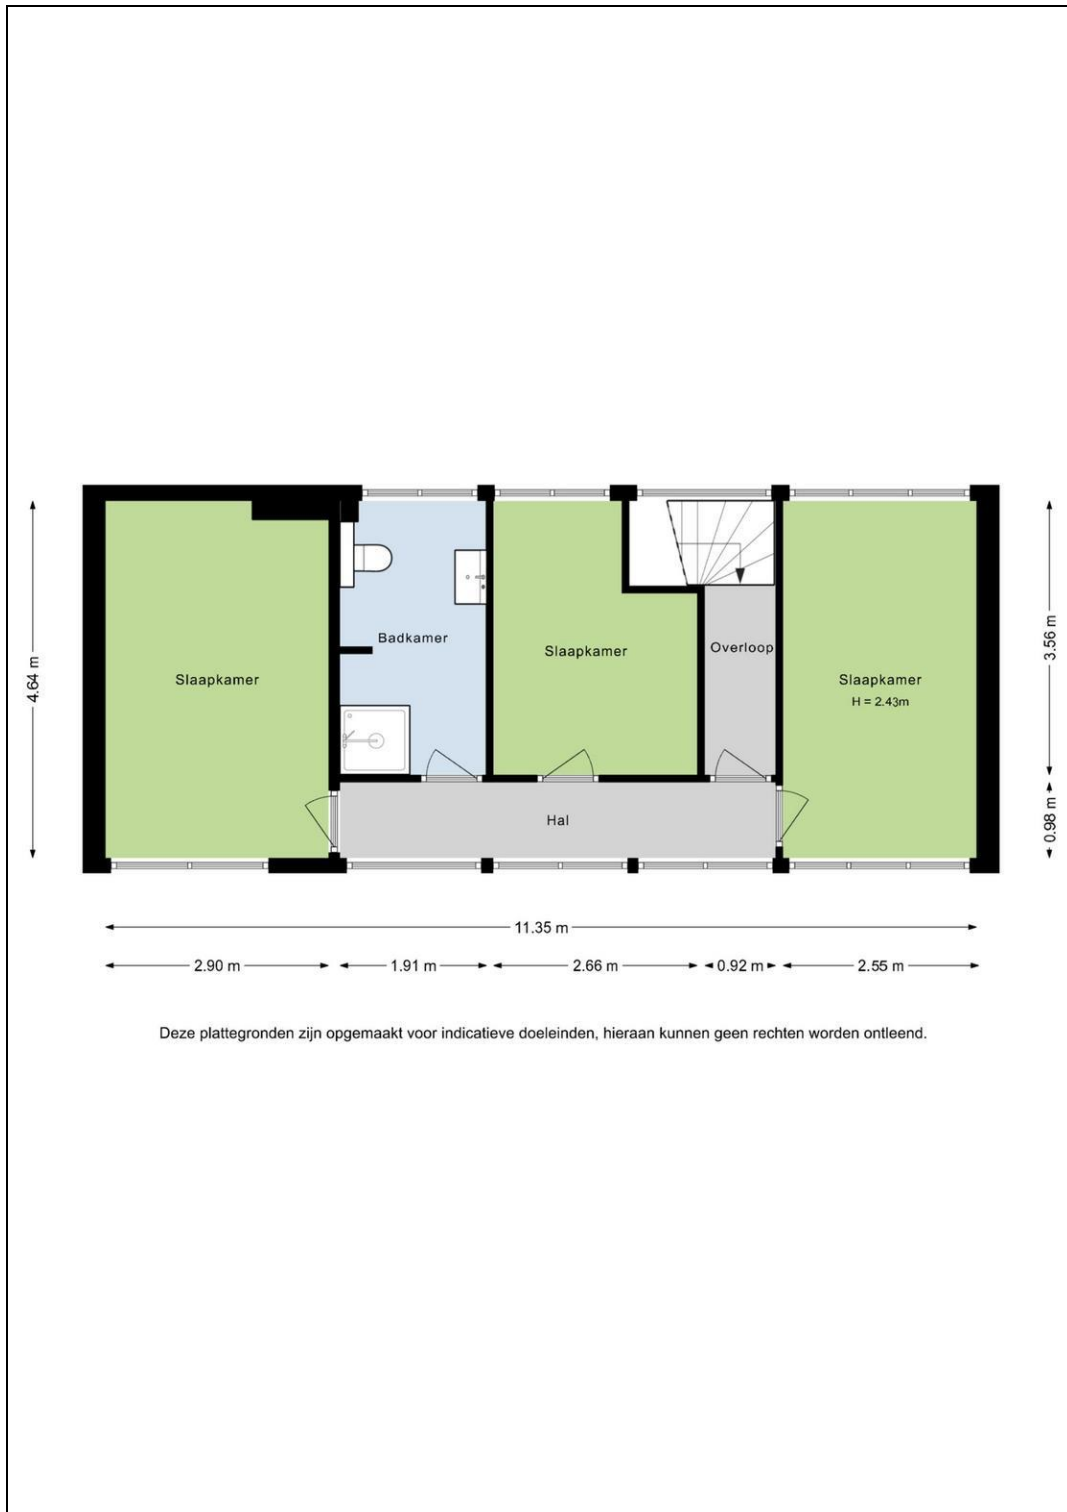 Badkamer
Slaapkamer
Overloop
Slaapkamer
Slaapkamer
H = 2.43m
Hal
4.64 m
3.56 m
0.98 m
11.35 m
2.90 m
1.91 m
2.66 m
0.92 m
2.55 m
Deze plattegronden zijn opgemaakt voor indicatieve doeleinden, hieraan kunnen geen rechten worden ontleend.